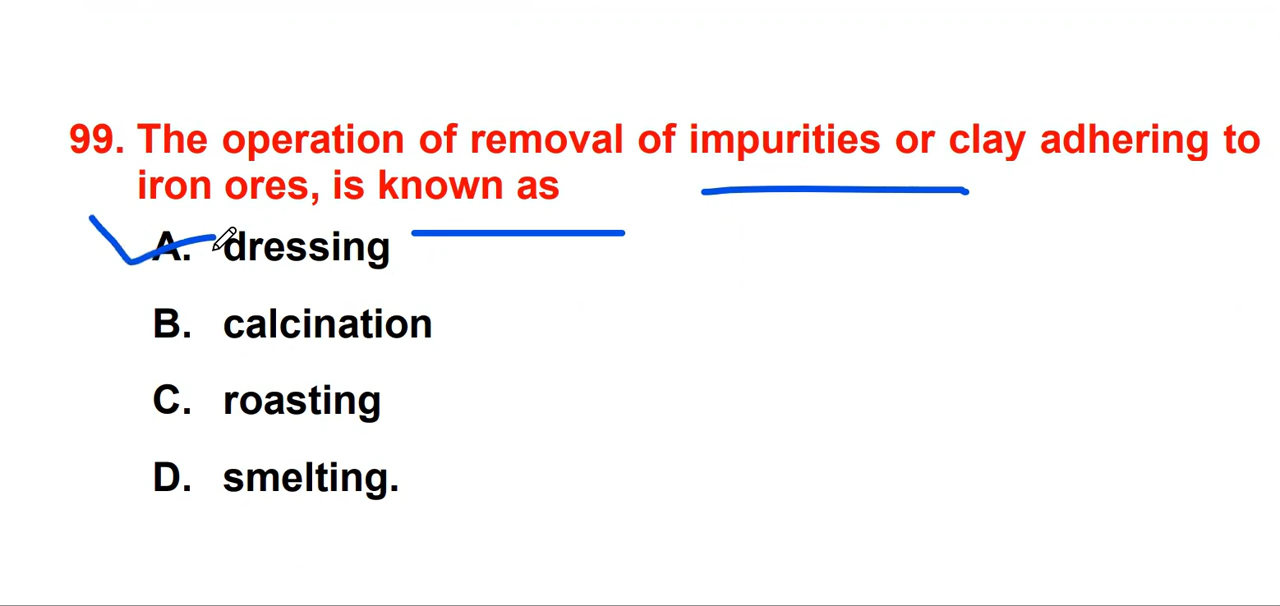 99. The operation of removal of impurities or clay adhering to
iron ores, is known as
A. dressing
B. calcination
C. roasting
D. smelting.